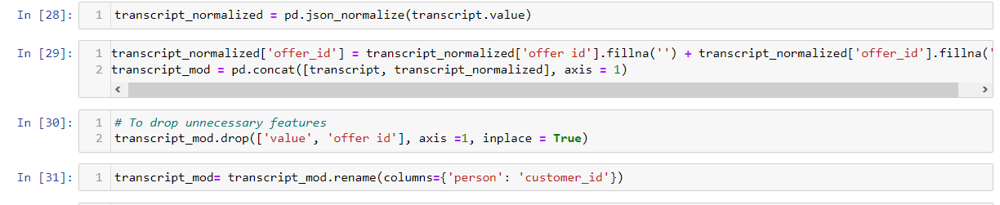 In [28]: 1 transcript_normalized = pd.json_normalize(transcript.value)
In [29]: 1 transcript_normalized['offer_id'] = transcript_normalized['offer id'].fillna('') + transcript_normalized['offer_id'].fillna('
2 transcript_mod = pd.concat([transcript, transcript_normalized], axis = 1)
In [30]: 1 # To drop unnecessary features
2 transcript_mod.drop(['value', 'offer id'], axis =1, inplace = True)
In [31]: 1 transcript_mod= transcript_mod.rename(columns={'person': 'customer_id'})